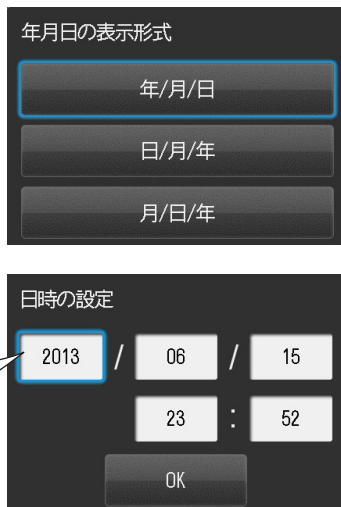 年月日の表示形式
年/月/日
日/月/年
月/日/年
日時の設定
2013 / 06 / 15
23 : 52
OK